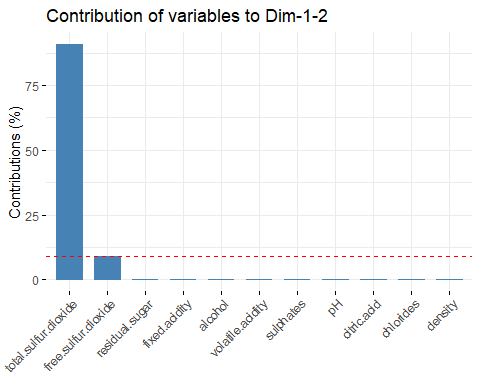 Contribution of variables to Dim-1-2
Contributions (%)
75
50
25
0
total.sulfur.dioxide
free.sulfur.dioxide
residual.sugar
fixed.acidity
alcohol
volatile.acidity
sulphates
pH
citric.acid
chlorides
density